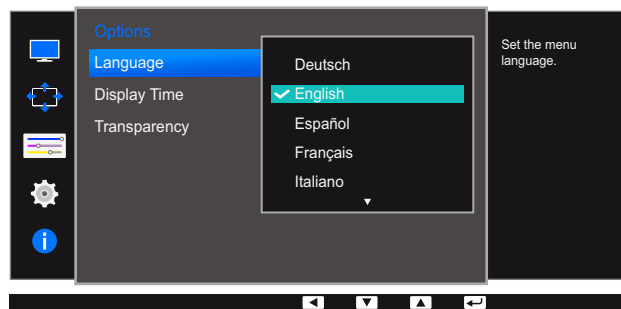 Options
Language
Display Time
Transparency
Deutsch
English
Español
Français
Italiano
Set the menu
language.